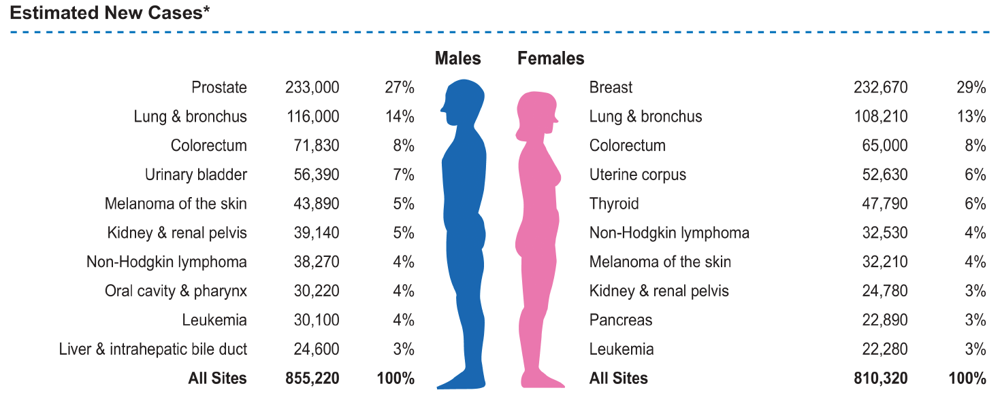 Estimated New Cases*
Males Females
Prostate 233,000 27% Breast 232,670 29%
Lung & bronchus 116,000 14% Lung & bronchus 108,210 13%
Colorectum 71,830 8% Colorectum 65,000 8%
Urinary bladder 56,390 7% Uterine corpus 52,630 6%
Melanoma of the skin 43,890 5% Thyroid 47,790 6%
Kidney & renal pelvis 39,140 5% Non-Hodgkin lymphoma 32,530 4%
Non-Hodgkin lymphoma 38,270 4% Melanoma of the skin 32,210 4%
Oral cavity & pharynx 30,220 4% Kidney & renal pelvis 24,780 3%
Leukemia 30,100 4% Pancreas 22,890 3%
Liver & intrahepatic bile duct 24,600 3% Leukemia 22,280 3%
All Sites 855,220 100% All Sites 810,320 100%